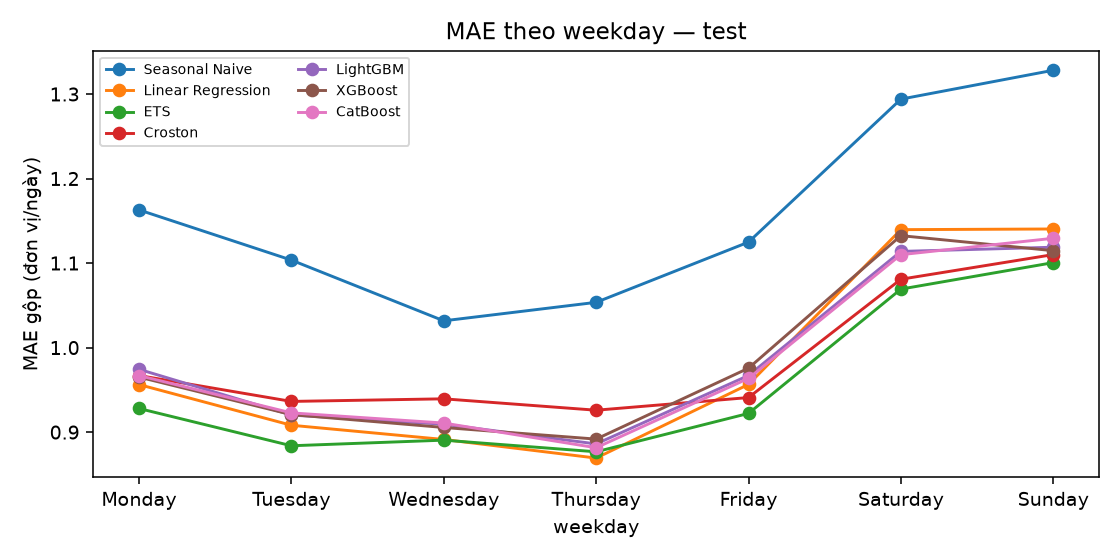 MAE theo weekday — test
Seasonal Naive
Linear Regression
ETS
Croston
LightGBM
XGBoost
CatBoost
MAE gộp (đơn vị/ngày)
1.3
1.2
1.1
1.0
0.9
Monday Tuesday Wednesday Thursday Friday Saturday Sunday
weekday